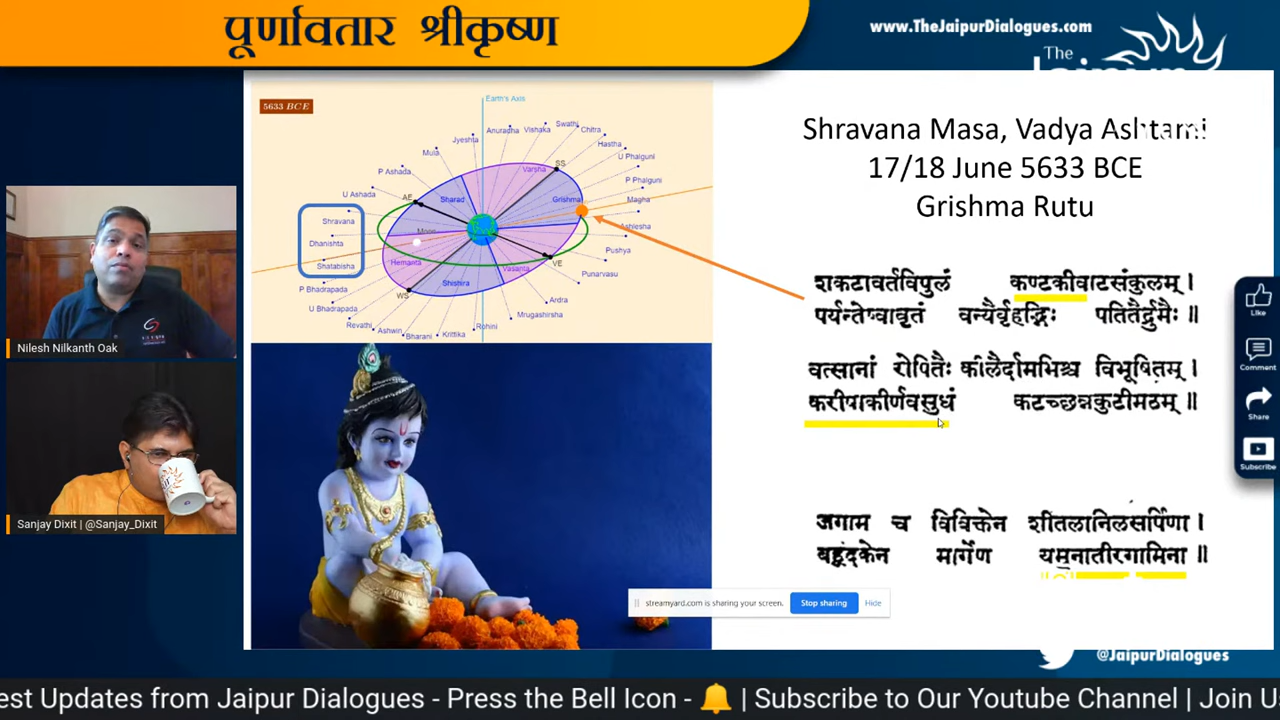 पूर्णावतार श्रीकृष्ण
www.TheJaipurDialogues.com
The
5633 BCE
Earth's Axis
Anuradha
Vishaka
Swathi
Chitra
Jyeshta
Hastha
Mula
U Phalguni
SS
P Ashada
Varsha
P Phalguni
U Ashada
AE
Sharad
Grishma
Magha
Shravana
Ashlesha
Moon
Dhanishta
Pushya
Hemanta
VE
Shatabisha
Vasanta
Punarvasu
P Bhadrapada
Shishira
WS
Ardra
U Bhadrapada
Mrugashirsha
Revathi
Ashwin
Bharani
Krittika
Rohini
Shravana Masa, Vadya Ashtami
17/18 June 5633 BCE
Grishma Rutu
शकटावर्तविपुलं कण्टकीवाटसंकुलम् ।
पर्यन्तेष्वावृतं वन्यैर्वृहद्भिः पतितैर्द्रुमैः ॥
वत्सानां रोपितैः कीलैर्दामभिश्च विभूषितम् ।
करीषाकीर्णवसुधं कटच्छन्नकुटीमठम् ॥
जगाम च विविक्तेन शीतलानिलसर्पिणा ।
बहूदकेन मार्गेण यमुनातीरगामिना ॥
Nilesh Nilkanth Oak
Sanjay Dixit | @Sanjay_Dixit
streamyard.com is sharing your screen. Stop sharing Hide
Like
Comment
Share
Subscribe
@JaipurDialogues
est Updates from Jaipur Dialogues - Press the Bell Icon - 🔔 | Subscribe to Our Youtube Channel | Join U